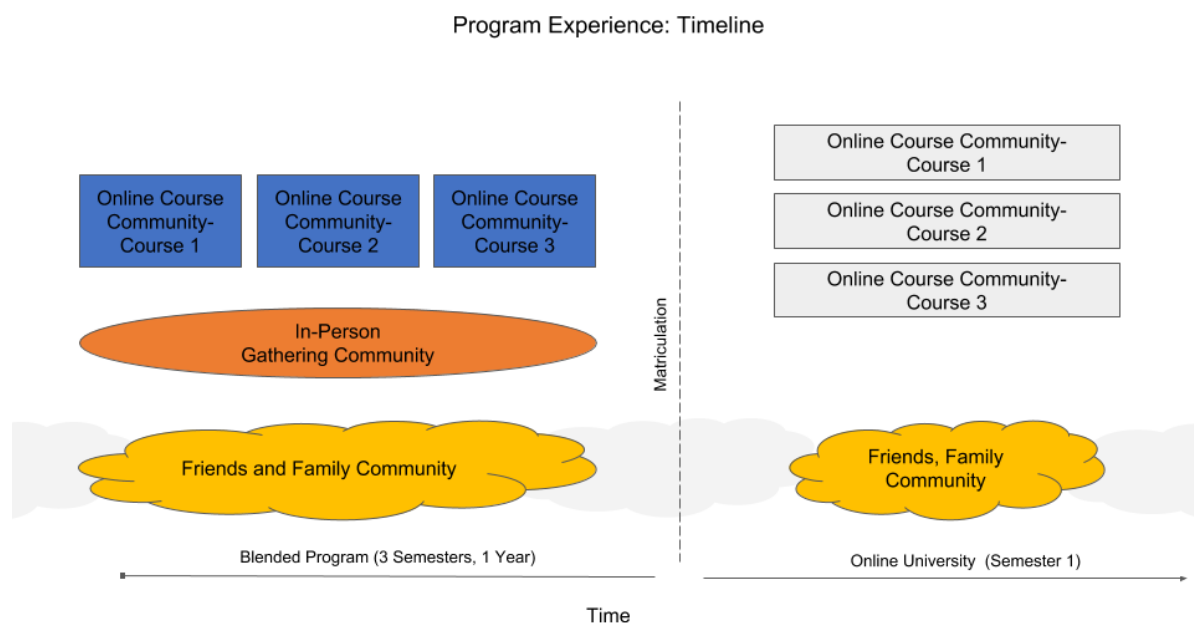 Program Experience: Timeline
Online Course
Community-
Course 1
Online Course
Community-
Course 2
Online Course
Community-
Course 3
In-Person
Gathering Community
Friends and Family Community
Blended Program (3 Semesters, 1 Year)
Matriculation
Online Course Community-
Course 1
Online Course Community-
Course 2
Online Course Community-
Course 3
Friends, Family
Community
Online University (Semester 1)
Time